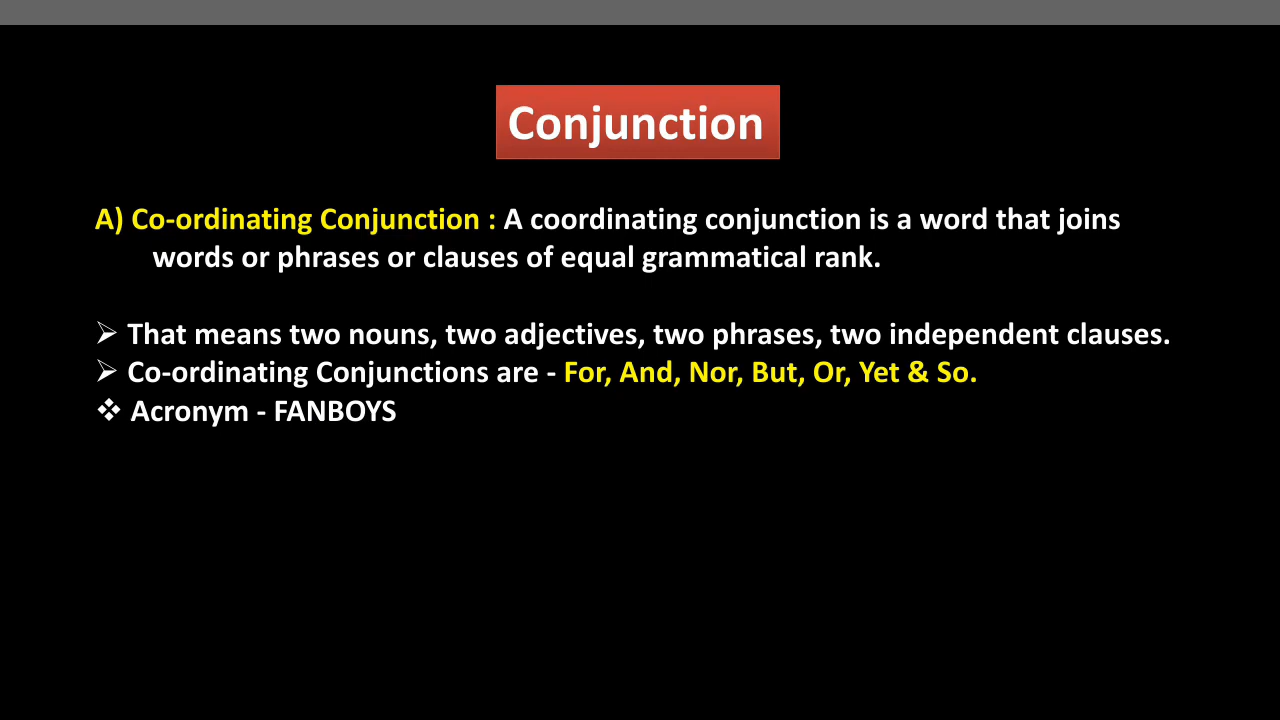 Conjunction
A) Co-ordinating Conjunction : A coordinating conjunction is a word that joins
words or phrases or clauses of equal grammatical rank.
➢ That means two nouns, two adjectives, two phrases, two independent clauses.
➢ Co-ordinating Conjunctions are - For, And, Nor, But, Or, Yet & So.
❖ Acronym - FANBOYS